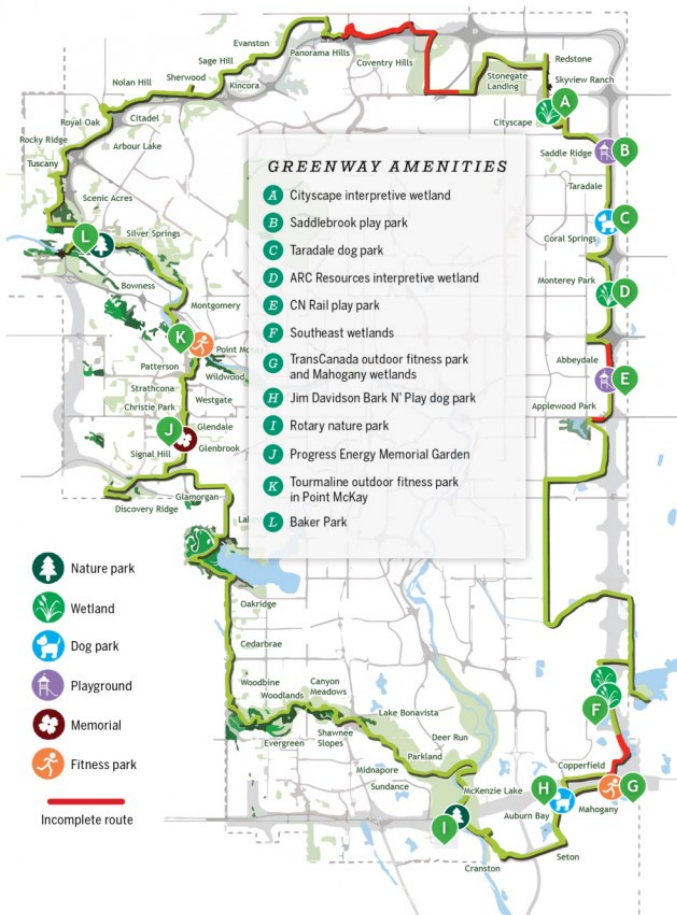 Evanston
Panorama Hills
Coventry Hills
Redstone
Skyview Ranch
Stonegate
Landing
Sage Hill
Sherwood
Kincora
Nolan Hill
A
Cityscape
Citadel
Royal Oak
Arbour Lake
Rocky Ridge
Tuscany
Saddle Ridge
B
Taradale
Scenic Acres
C
Coral Springs
L
Silver Springs
Bowness
Monterey Park
D
Montgomery
K
Point McKay
Abbeydale
Patterson
Wildwood
E
Strathcona
Westgate
Christie Park
Applewood Park
J
Glendale
Glenbrook
Signal Hill
Glamorgan
Discovery Ridge
GREENWAY AMENITIES
A Cityscape interpretive wetland
B Saddlebrook play park
C Taradale dog park
D ARC Resources interpretive wetland
E CN Rail play park
F Southeast wetlands
G TransCanada outdoor fitness park
and Mahogany wetlands
H Jim Davidson Bark N' Play dog park
I Rotary nature park
J Progress Energy Memorial Garden
K Tourmaline outdoor fitness park
in Point McKay
L Baker Park
Oakridge
Cedarbrae
Woodbine
Woodlands
Canyon
Meadows
Lake Bonavista
Evergreen
Shawnee
Slopes
Deer Run
Parkland
Midnapore
Sundance
McKenzie Lake
F
Copperfield
H
G
Mahogany
Auburn Bay
I
Seton
Cranston
Nature park
Wetland
Dog park
Playground
Memorial
Fitness park
Incomplete route